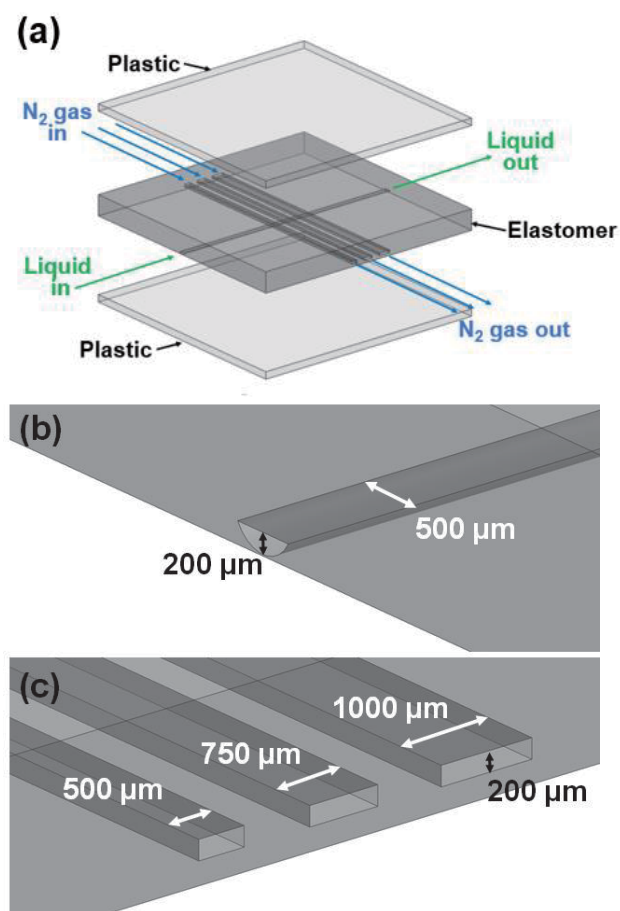 (a)
Plastic
N₂ gas
in
Liquid
out
Elastomer
Liquid
in
N₂ gas out
Plastic
(b)
500 µm
200 µm
(c)
1000 µm
750 µm
500 µm
200 µm